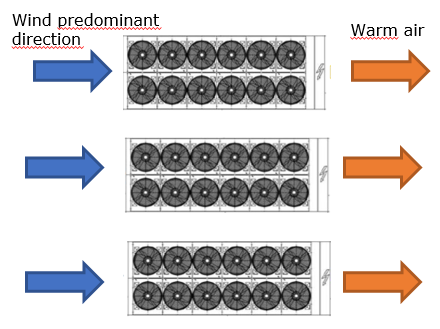 Wind predominant
direction
Warm air